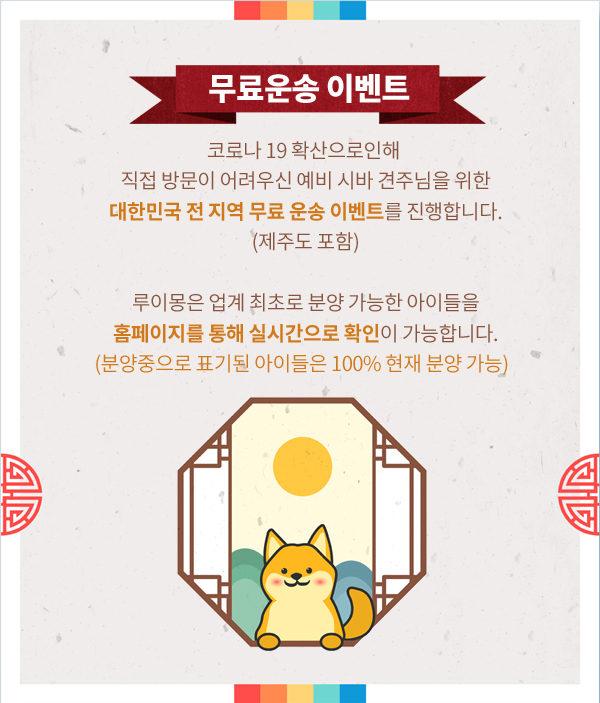 무료운송 이벤트
코로나 19 확산으로인해
직접 방문이 어려우신 예비 시바 견주님을 위한
대한민국 전 지역 무료 운송 이벤트를 진행합니다.
(제주도 포함)
루이몽은 업계 최초로 분양 가능한 아이들을
홈페이지를 통해 실시간으로 확인이 가능합니다.
(분양중으로 표기된 아이들은 100% 현재 분양 가능)